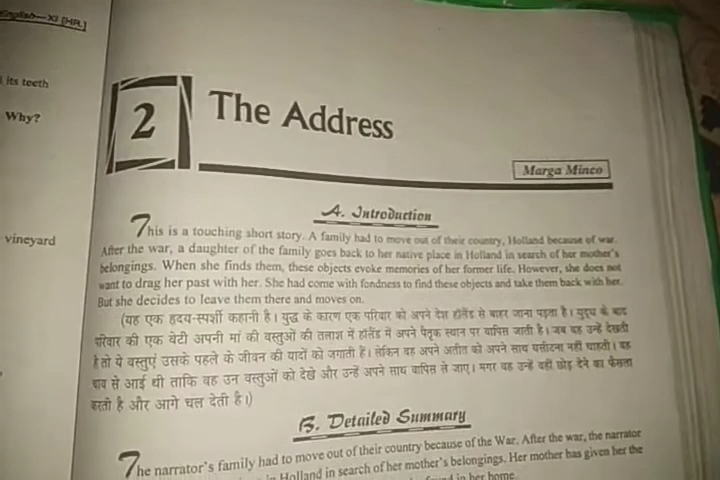 English—XI [HR.]
its teeth
Why?
vineyard
2
The Address
Marga Minco
A. Introduction
This is a touching short story. A family had to move out of their country, Holland because of war.
After the war, a daughter of the family goes back to her native place in Holland in search of her mother's
belongings. When she finds them, these objects evoke memories of her former life. However, she does not
want to drag her past with her. She had come with fondness to find these objects and take them back with her.
But she decides to leave them there and moves on.
(यह एक हृदय-स्पर्शी कहानी है। युद्ध के कारण एक परिवार को अपने देश हॉलैंड से बाहर जाना पड़ता है। युद्ध के बाद
परिवार की एक बेटी अपनी मां की वस्तुओं की तलाश में हॉलैंड में अपने पैतृक स्थान पर वापिस जाती है। जब वह उन्हें देखती
है तो ये वस्तुएं उसके पहले के जीवन की यादों को जगाती हैं। लेकिन वह अपने अतीत को अपने साथ घसीटना नहीं चाहती। वह
चाव से आई थी ताकि वह उन वस्तुओं को देखे और उन्हें अपने साथ वापिस ले जाए। मगर वह उन्हें वहीं छोड़ देने का फैसला
करती है और आगे चल देती है।)
B. Detailed Summary
The narrator's family had to move out of their country because of the War. After the war, the narrator
in Holland in search of her mother's belongings. Her mother has given her the
found in her home